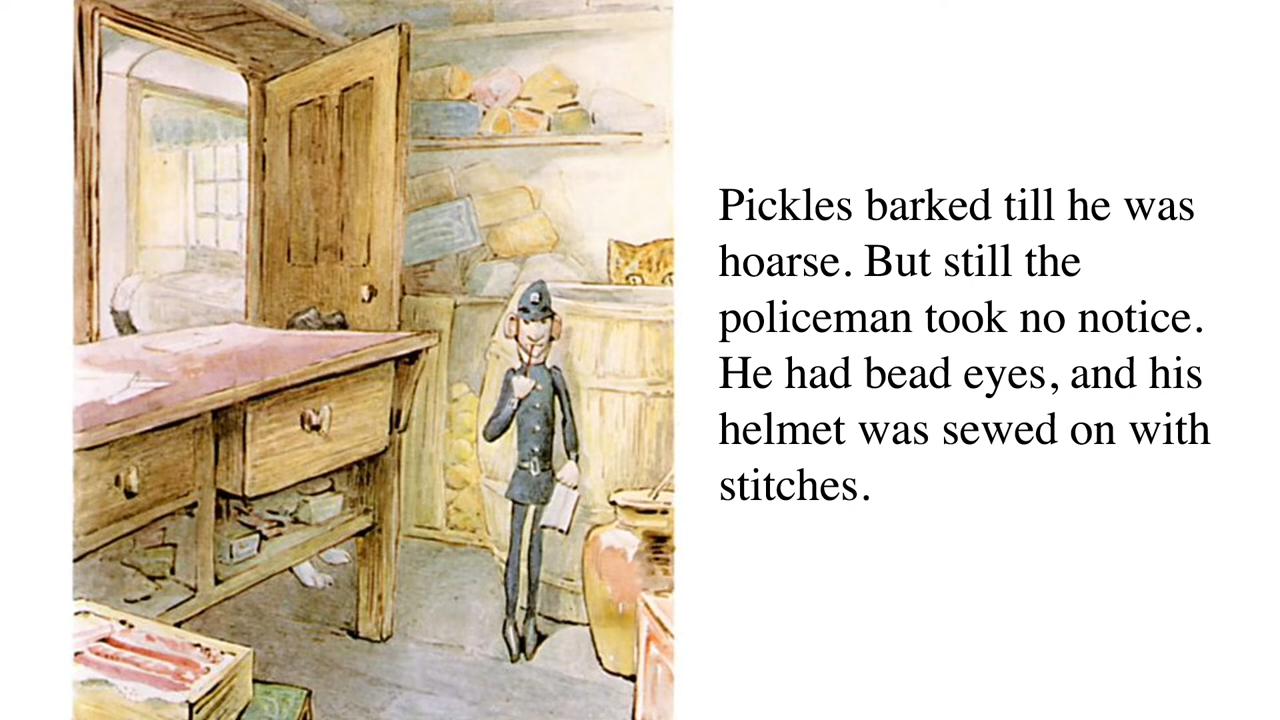 Pickles barked till he was
hoarse. But still the
policeman took no notice.
He had bead eyes, and his
helmet was sewed on with
stitches.